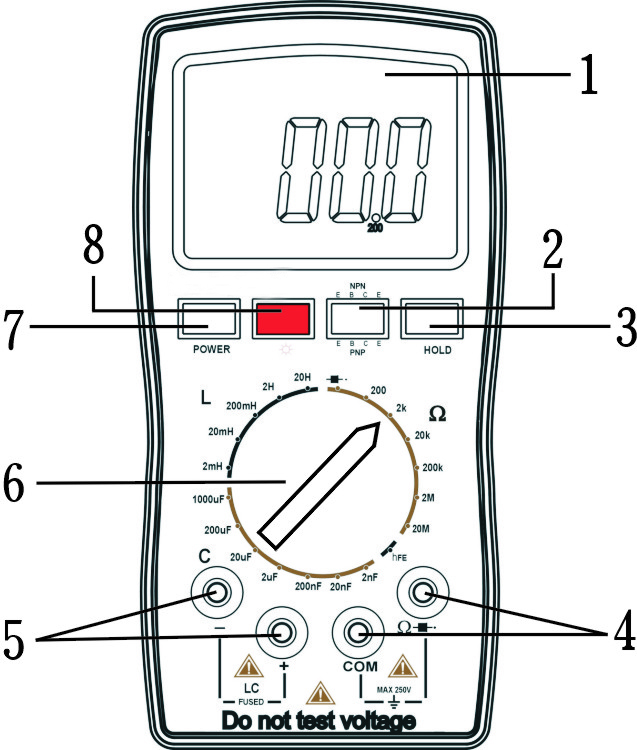 1
00.0
200
8
2
NPN
E B C E
7
3
E B C E
POWER
PNP
HOLD
L
20H
200
2H
2k
Ω
200mH
20k
20mH
200k
2mH
6
1000uF
2M
200uF
20M
C
20uF
hFE
2uF
200nF
20nF
2nF
5
4
−
+
COM
Ω
LC
FUSED
MAX 250V
Do not test voltage